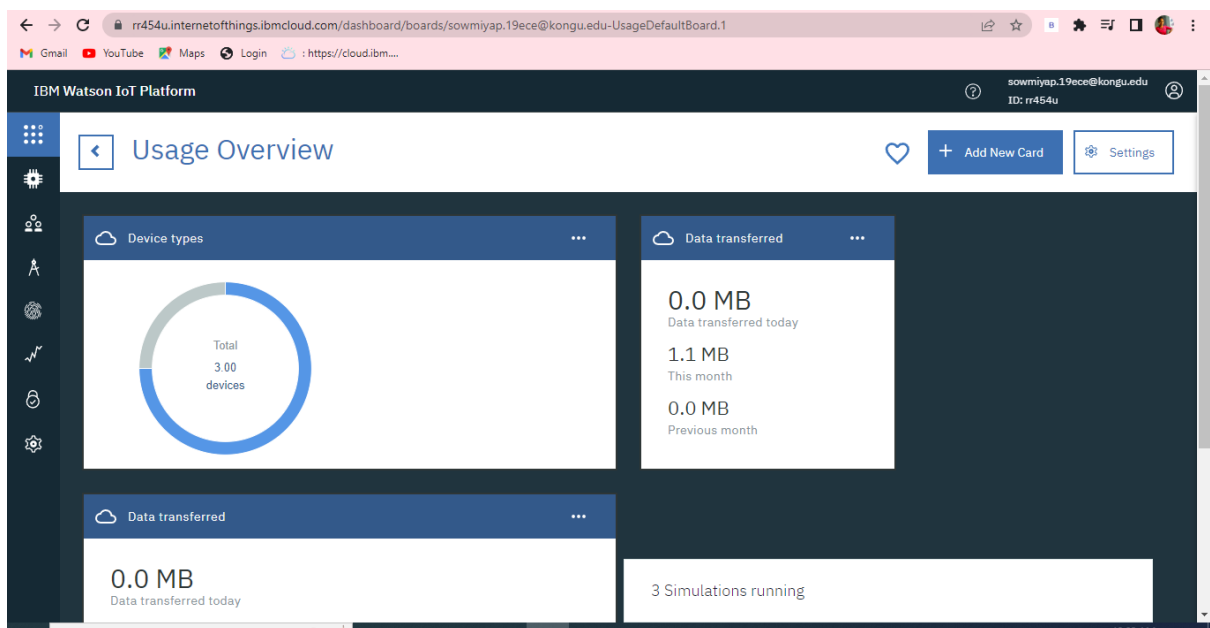 rr454u.internetofthings.ibmcloud.com/dashboard/boards/sowmiyap.19ece@kongu.edu-UsageDefaultBoard.1
Gmail YouTube Maps Login : https://cloud.ibm....
IBM Watson IoT Platform
sowmiyap.19ece@kongu.edu
ID: rr454u
Usage Overview
+ Add New Card
Settings
Device types
Total
3.00
devices
Data transferred
0.0 MB
Data transferred today
1.1 MB
This month
0.0 MB
Previous month
Data transferred
0.0 MB
Data transferred today
3 Simulations running